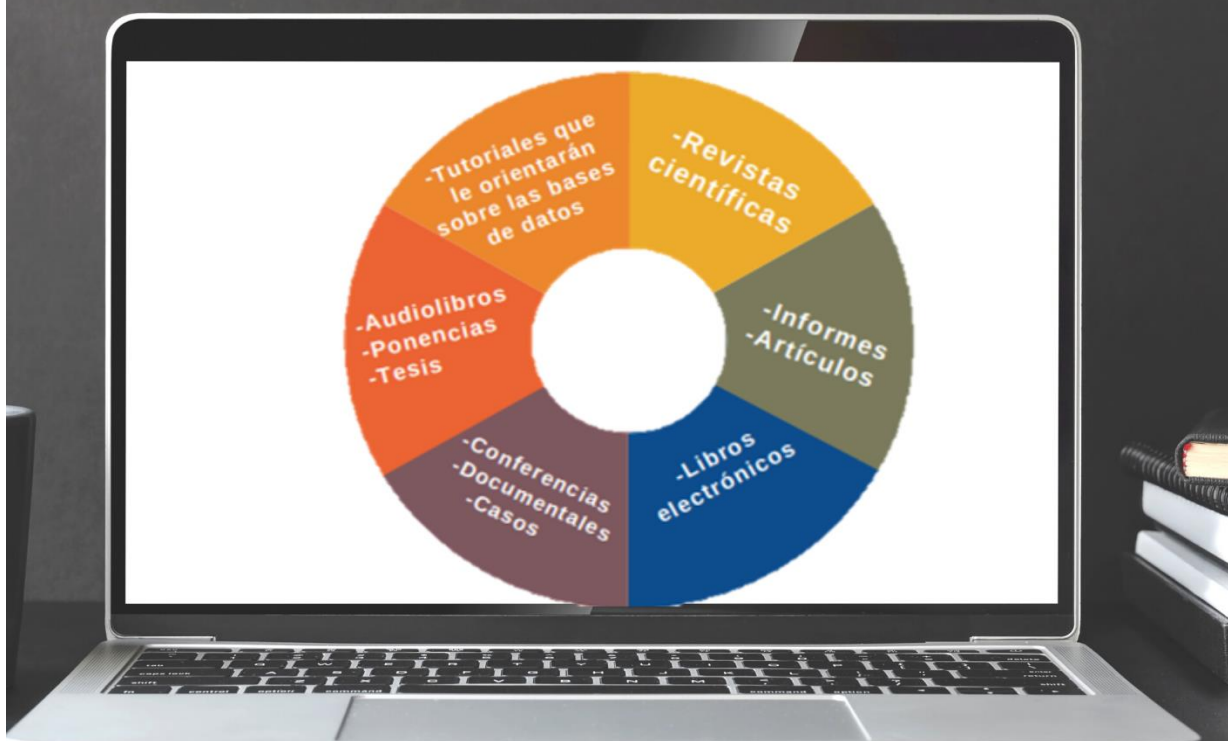 -Tutoriales que
le orientarán
sobre las bases
de datos
-Revistas
científicas
-Informes
-Artículos
-Libros
electrónicos
-Conferencias
-Documentales
-Casos
-Audiolibros
-Ponencias
-Tesis